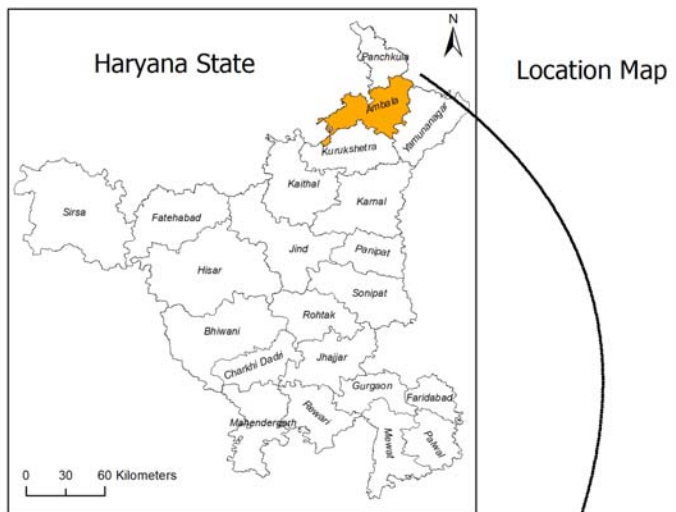 N
Haryana State
Location Map
Panchkula
Ambala
Yamunanagar
Kurukshetra
Kaithal
Karnal
Sirsa
Fatehabad
Jind
Panipat
Hisar
Sonipat
Rohtak
Bhiwani
Charkhi Dadri
Jhajjar
Gurgaon
Faridabad
Mahendergarh
Rewari
Mewat
Palwal
0 30 60 Kilometers